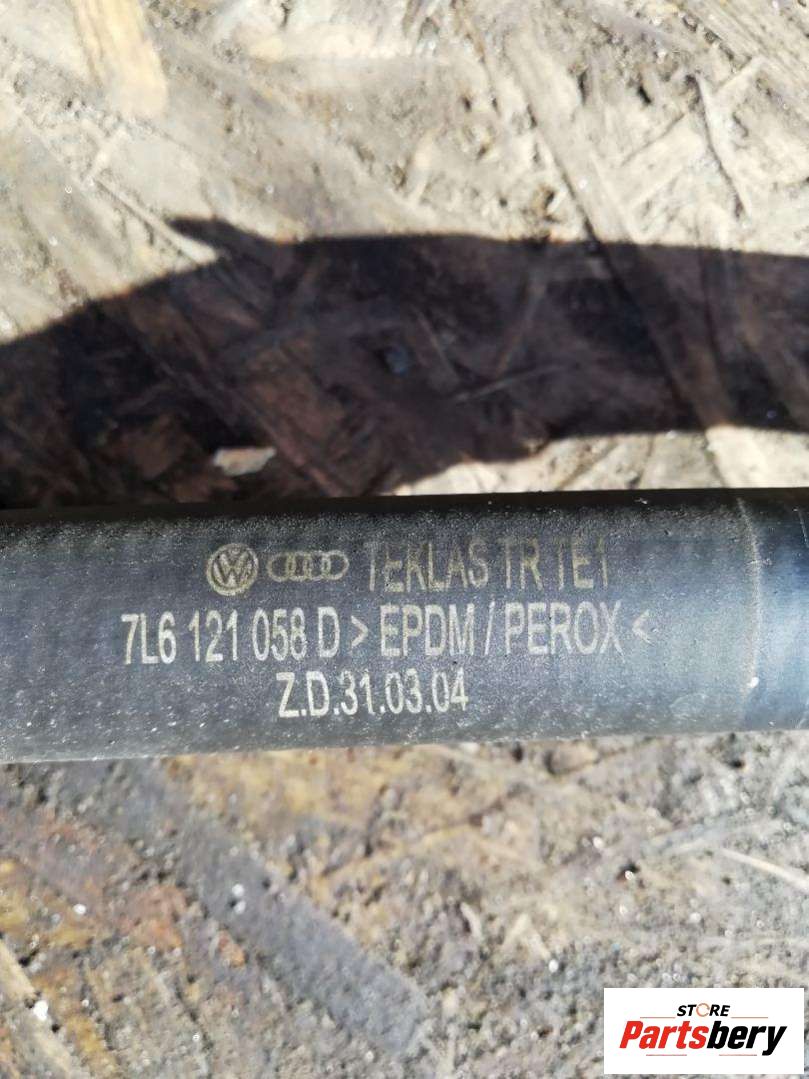 TEKLAS TR TE1
7L6 121 058 D > EPDM / PEROX <
Z.D.31.03.04
STORE
Partsbery